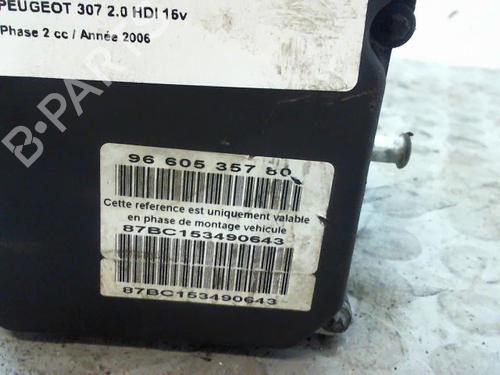 PEUGEOT 307 2.0 HDI 16v
Phase 2 cc / Année 2006
B-PARTS
96 605 357 80
Cette reference est uniquement valable
en phase de montage vehicule
87BC153490643
87BC153490643